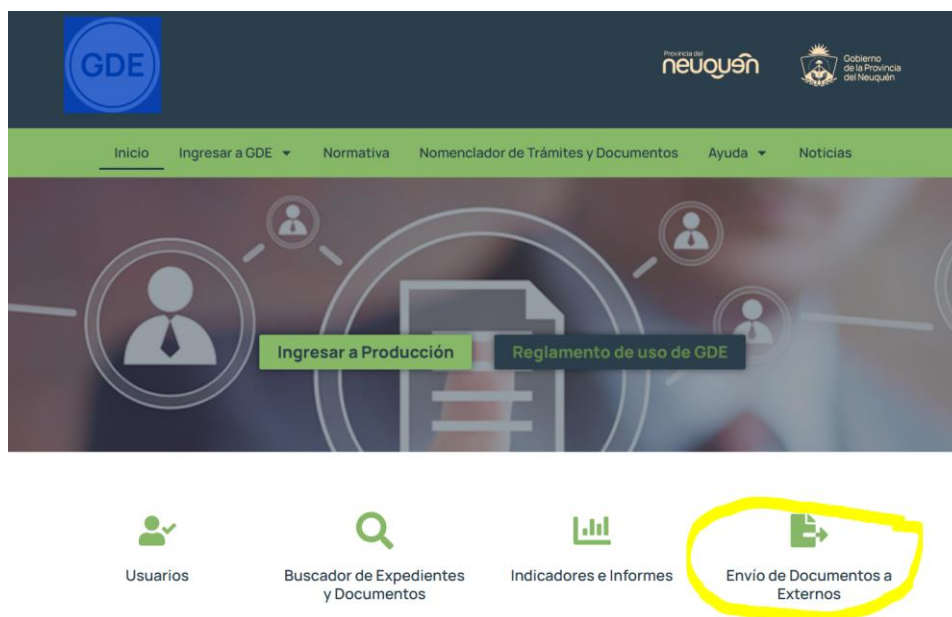 GDE
Provincia del
neuquén
Gobierno
de la Provincia
del Neuquén
Inicio Ingresar a GDE Normativa Nomenclador de Trámites y Documentos Ayuda Noticias
Ingresar a Producción Reglamento de uso de GDE
Usuarios
Buscador de Expedientes
y Documentos
Indicadores e Informes
Envío de Documentos a
Externos